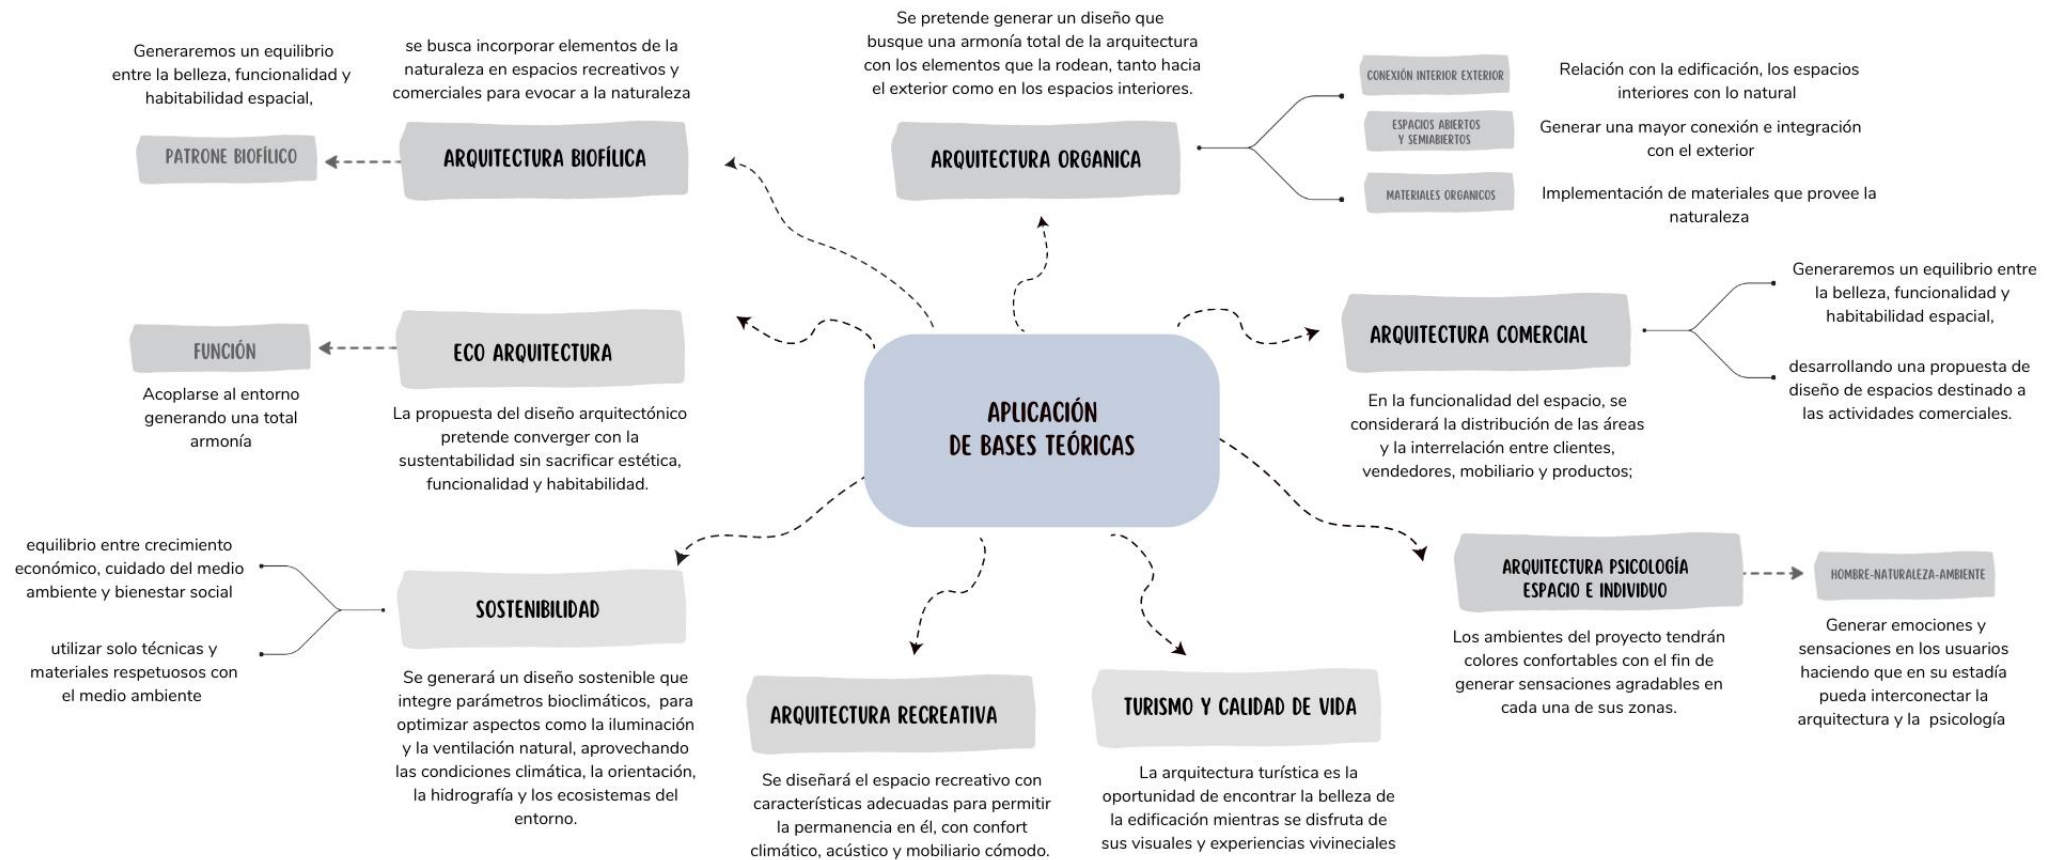 Generaremos un equilibrio
entre la belleza, funcionalidad y
habitabilidad espacial,
PATRONE BIOFÍLICO
se busca incorporar elementos de la
naturaleza en espacios recreativos y
comerciales para evocar a la naturaleza
ARQUITECTURA BIOFÍLICA
Se pretende generar un diseño que
busque una armonía total de la arquitectura
con los elementos que la rodean, tanto hacia
el exterior como en los espacios interiores.
ARQUITECTURA ORGANICA
CONEXIÓN INTERIOR EXTERIOR
Relación con la edificación, los espacios
interiores con lo natural
ESPACIOS ABIERTOS
Y SEMIABIERTOS
Generar una mayor conexión e integración
con el exterior
MATERIALES ORGANICOS
Implementación de materiales que provee la
naturaleza
FUNCIÓN
Acoplarse al entorno
generando una total
armonía
ECO ARQUITECTURA
La propuesta del diseño arquitectónico
pretende converger con la
sustentabilidad sin sacrificar estética,
funcionalidad y habitabilidad.
APLICACIÓN
DE BASES TEÓRICAS
ARQUITECTURA COMERCIAL
En la funcionalidad del espacio, se
considerará la distribución de las áreas
y la interrelación entre clientes,
vendedores, mobiliario y productos;
Generaremos un equilibrio entre
la belleza, funcionalidad y
habitabilidad espacial,
desarrollando una propuesta de
diseño de espacios destinado a
las actividades comerciales.
equilibrio entre crecimiento
económico, cuidado del medio
ambiente y bienestar social
utilizar solo técnicas y
materiales respetuosos con
el medio ambiente
SOSTENIBILIDAD
Se generará un diseño sostenible que
integre parámetros bioclimáticos,  para
optimizar aspectos como la iluminación
y la ventilación natural, aprovechando
las condiciones climática, la orientación,
la hidrografía y los ecosistemas del
entorno.
ARQUITECTURA RECREATIVA
Se diseñará el espacio recreativo con
características adecuadas para permitir
la permanencia en él, con confort
climático, acústico y mobiliario cómodo.
TURISMO Y CALIDAD DE VIDA
La arquitectura turística es la
oportunidad de encontrar la belleza de
la edificación mientras se disfruta de
sus visuales y experiencias vivineciales
ARQUITECTURA PSICOLOGÍA
ESPACIO E INDIVIDUO
Los ambientes del proyecto tendrán
colores confortables con el fin de
generar sensaciones agradables en
cada una de sus zonas.
HOMBRE-NATURALEZA-AMBIENTE
Generar emociones y
sensaciones en los usuarios
haciendo que en su estadía
pueda interconectar la
arquitectura y la  psicología